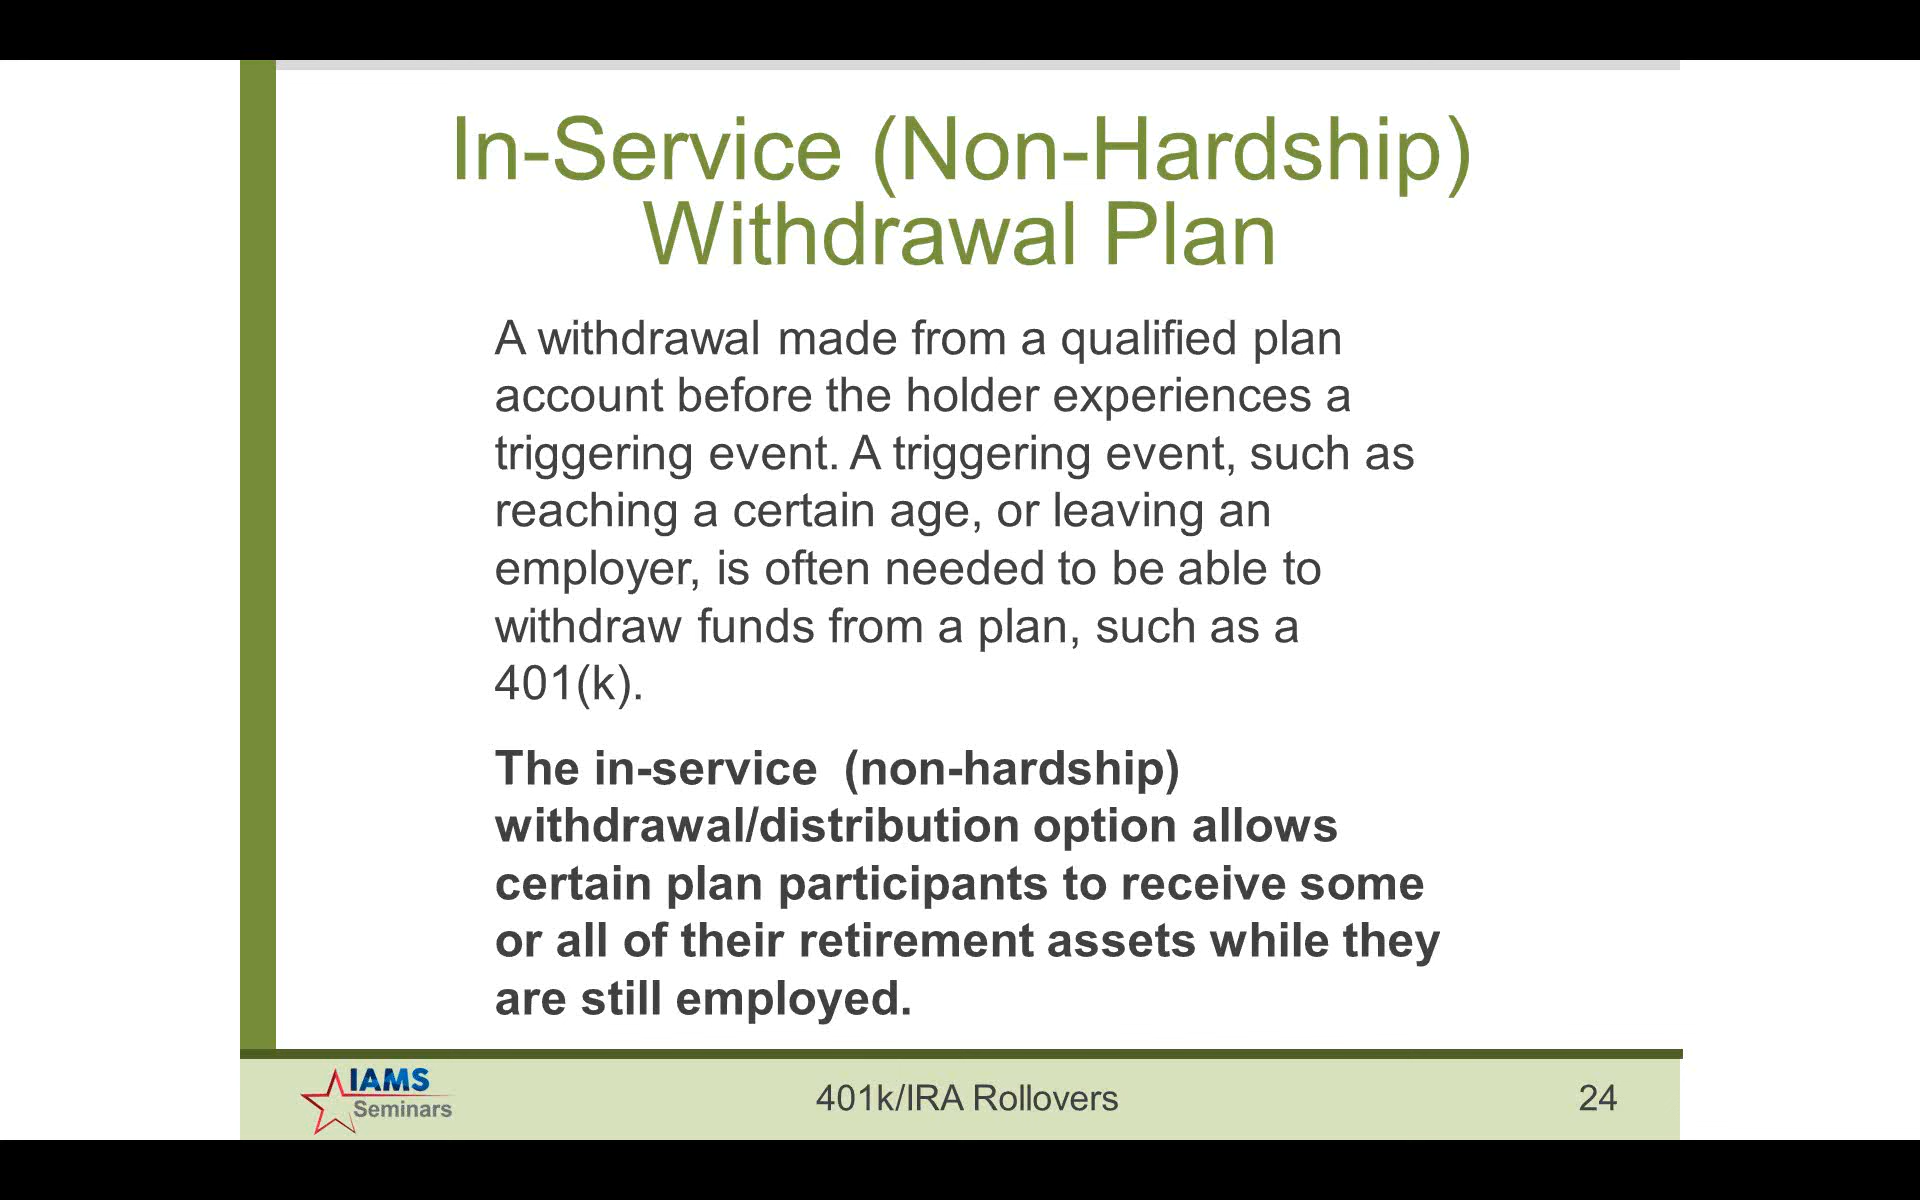 In-Service (Non-Hardship)
Withdrawal Plan
A withdrawal made from a qualified plan
account before the holder experiences a
triggering event. A triggering event, such as
reaching a certain age, or leaving an
employer, is often needed to be able to
withdraw funds from a plan, such as a
401(k).
The in-service  (non-hardship)
withdrawal/distribution option allows
certain plan participants to receive some
or all of their retirement assets while they
are still employed.
IAMS
Seminars
401k/IRA Rollovers
24